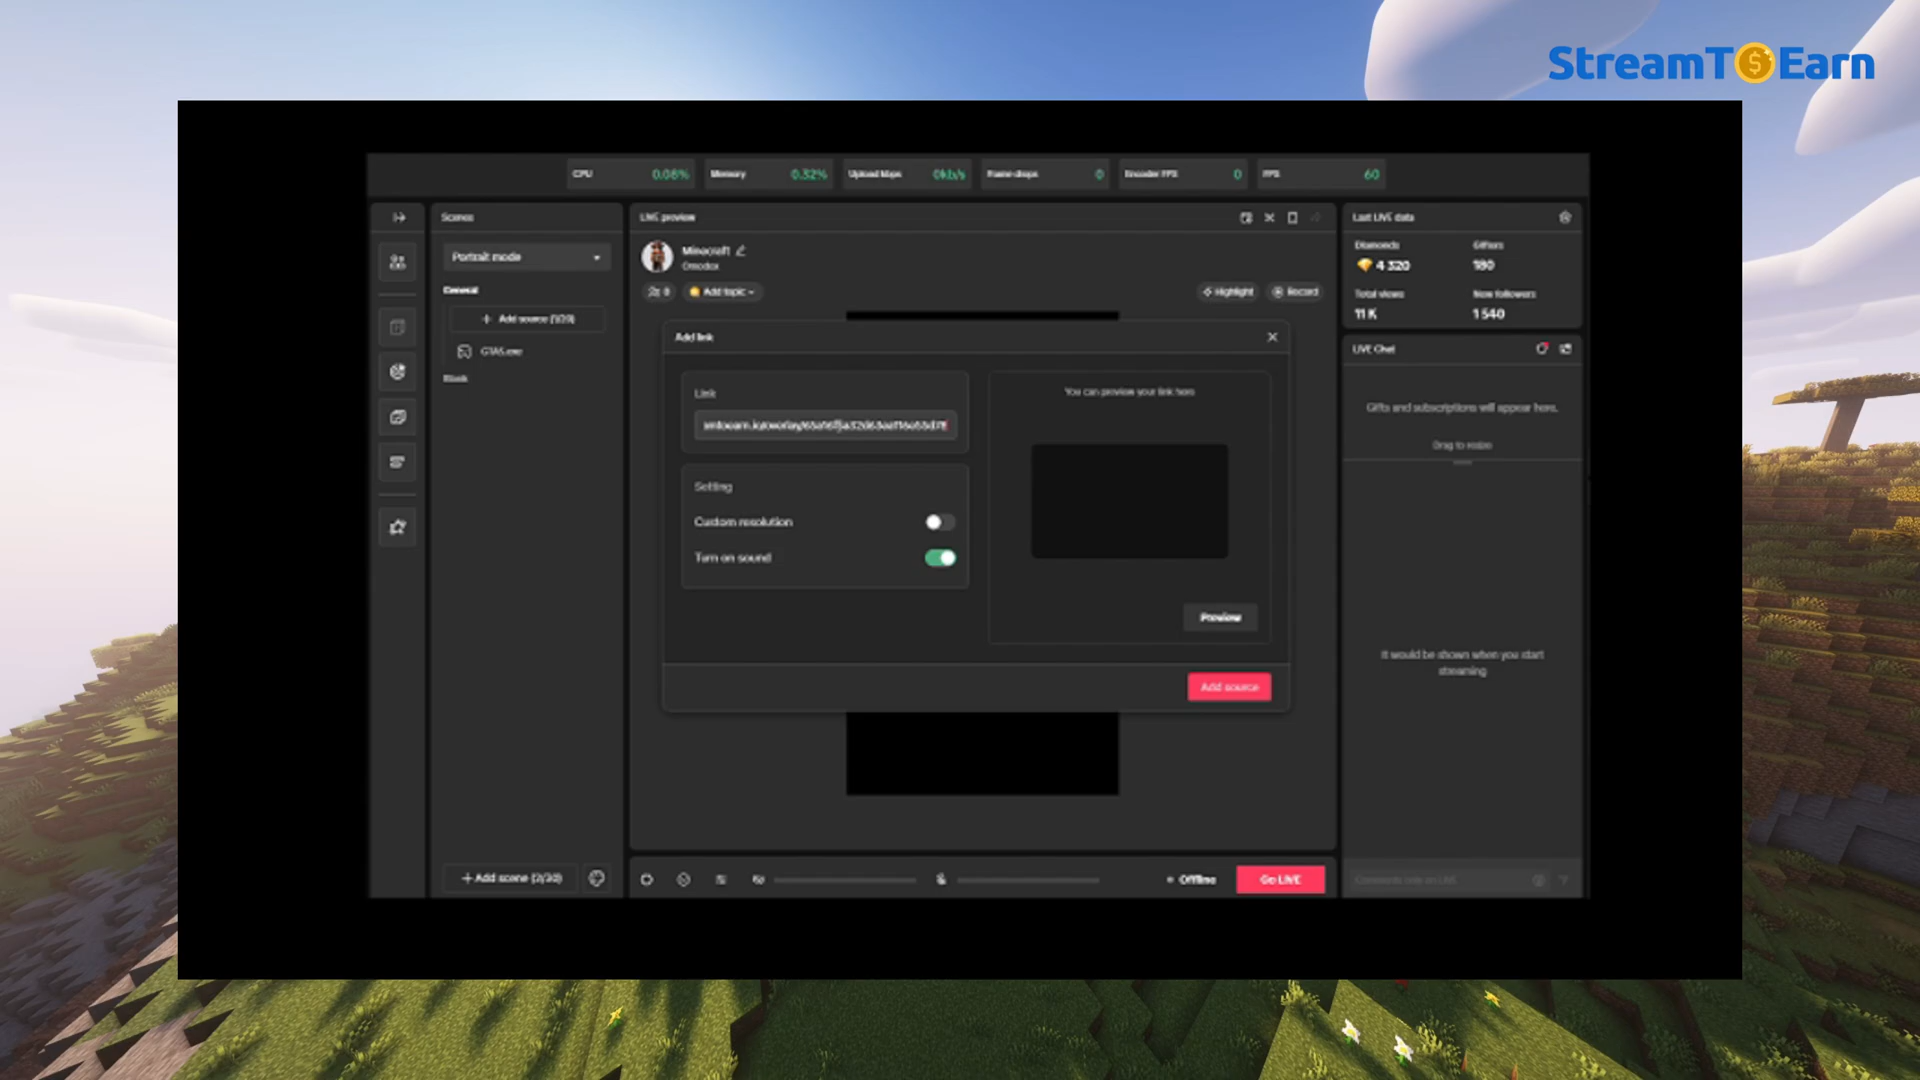 StreamT$Earn
CPU 0.08%
Memory 0.32%
Upload kbps 0kb/s
Frame drops 0
Encoder FPS 0
FPS 60
Scenes
Portrait mode
General
+ Add source (1/20)
GTA5.exe
Blank
+ Add scene (2/30)
LIVE preview
Minecraft
Add topic
Highlight
Record
Add link
Link
Setting
Custom resolution
Turn on sound
You can preview your link here
Preview
Add source
Offline
Go LIVE
Last LIVE data
Diamonds
Gifters
4 320
180
Total views
New followers
11 K
1 540
LIVE Chat
Gifts and subscriptions will appear here.
Drag to resize
It would be shown when you start
streaming